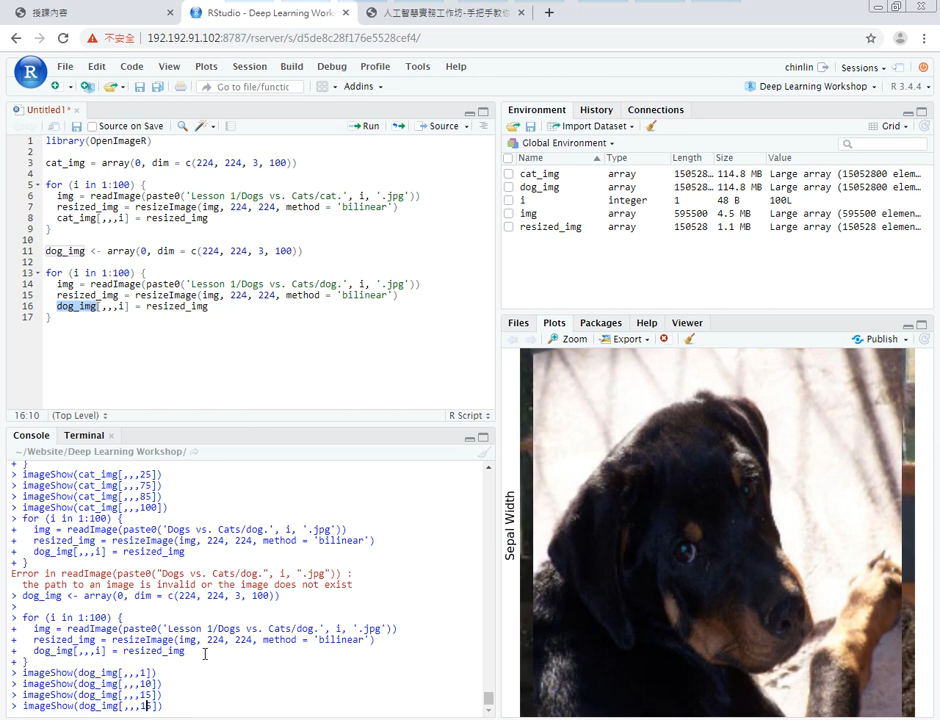 授課內容
RStudio - Deep Learning Works
人工智慧實務工作坊-手把手教你
不安全
192.192.91.102:8787/rserver/s/d5de8c28f176e5528cef4/
R
File Edit Code View Plots Session Build Debug Profile Tools Help
chinlin
Sessions
Go to file/functic
Addins
Deep Learning Workshop
R 3.4.4
Untitled1*
Source on Save
Run
Source
1 library(OpenImageR)
2
3 cat_img = array(0, dim = c(224, 224, 3, 100))
4
5 for (i in 1:100) {
6 img = readImage(paste0('Lesson 1/Dogs vs. Cats/cat.', i, '.jpg'))
7 resized_img = resizeImage(img, 224, 224, method = 'bilinear')
8 cat_img[,,,i] = resized_img
9 }
10
11 dog_img <- array(0, dim = c(224, 224, 3, 100))
12
13 for (i in 1:100) {
14 img = readImage(paste0('Lesson 1/Dogs vs. Cats/dog.', i, '.jpg'))
15 resized_img = resizeImage(img, 224, 224, method = 'bilinear')
16 dog_img[,,,i] = resized_img
17 }
16:10 (Top Level) R Script
Console Terminal
~/Website/Deep Learning Workshop/
+ }
> imageShow(cat_img[,,,25])
> imageShow(cat_img[,,,75])
> imageShow(cat_img[,,,85])
> imageShow(cat_img[,,,100])
> for (i in 1:100) {
+ img = readImage(paste0('Dogs vs. Cats/dog.', i, '.jpg'))
+ resized_img = resizeImage(img, 224, 224, method = 'bilinear')
+ dog_img[,,,i] = resized_img
+ }
Error in readImage(paste0("Dogs vs. Cats/dog.", i, ".jpg")) :
the path to an image is invalid or the image does not exist
> dog_img <- array(0, dim = c(224, 224, 3, 100))
>
> for (i in 1:100) {
+ img = readImage(paste0('Lesson 1/Dogs vs. Cats/dog.', i, '.jpg'))
+ resized_img = resizeImage(img, 224, 224, method = 'bilinear')
+ dog_img[,,,i] = resized_img
+ }
> imageShow(dog_img[,,,1])
> imageShow(dog_img[,,,10])
> imageShow(dog_img[,,,15])
> imageShow(dog_img[,,,15])
Environment History Connections
Import Dataset
Grid
Global Environment
Name Type Length Size Value
cat_img array 150528… 114.8 MB Large array (15052800 elem…
dog_img array 150528… 114.8 MB Large array (15052800 elem…
i integer 1 48 B 100L
img array 595500 4.5 MB Large array (595500 elemen…
resized_img array 150528 1.1 MB Large array (150528 elemen…
Files Plots Packages Help Viewer
Zoom Export Publish
Sepal Width